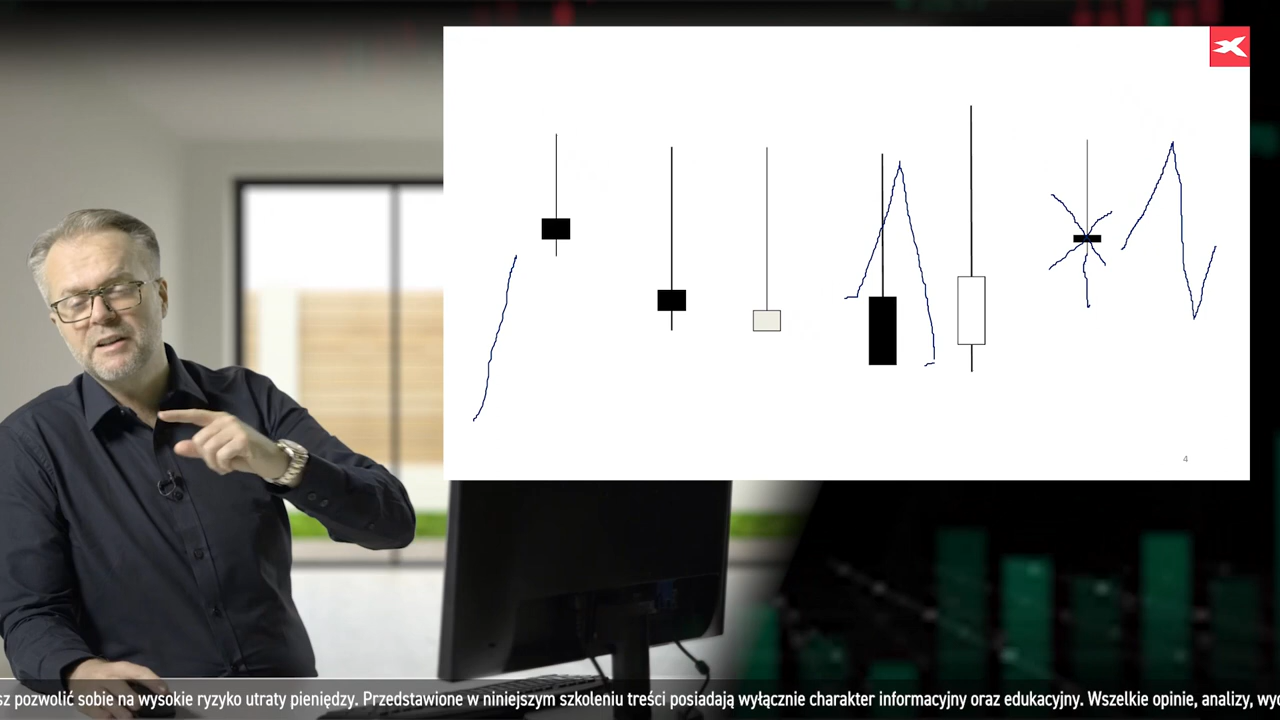 4
sz pozwolić sobie na wysokie ryzyko utraty pieniędzy. Przedstawione w niniejszym szkoleniu treści posiadają wyłącznie charakter informacyjny oraz edukacyjny. Wszelkie opinie, analizy, wyc